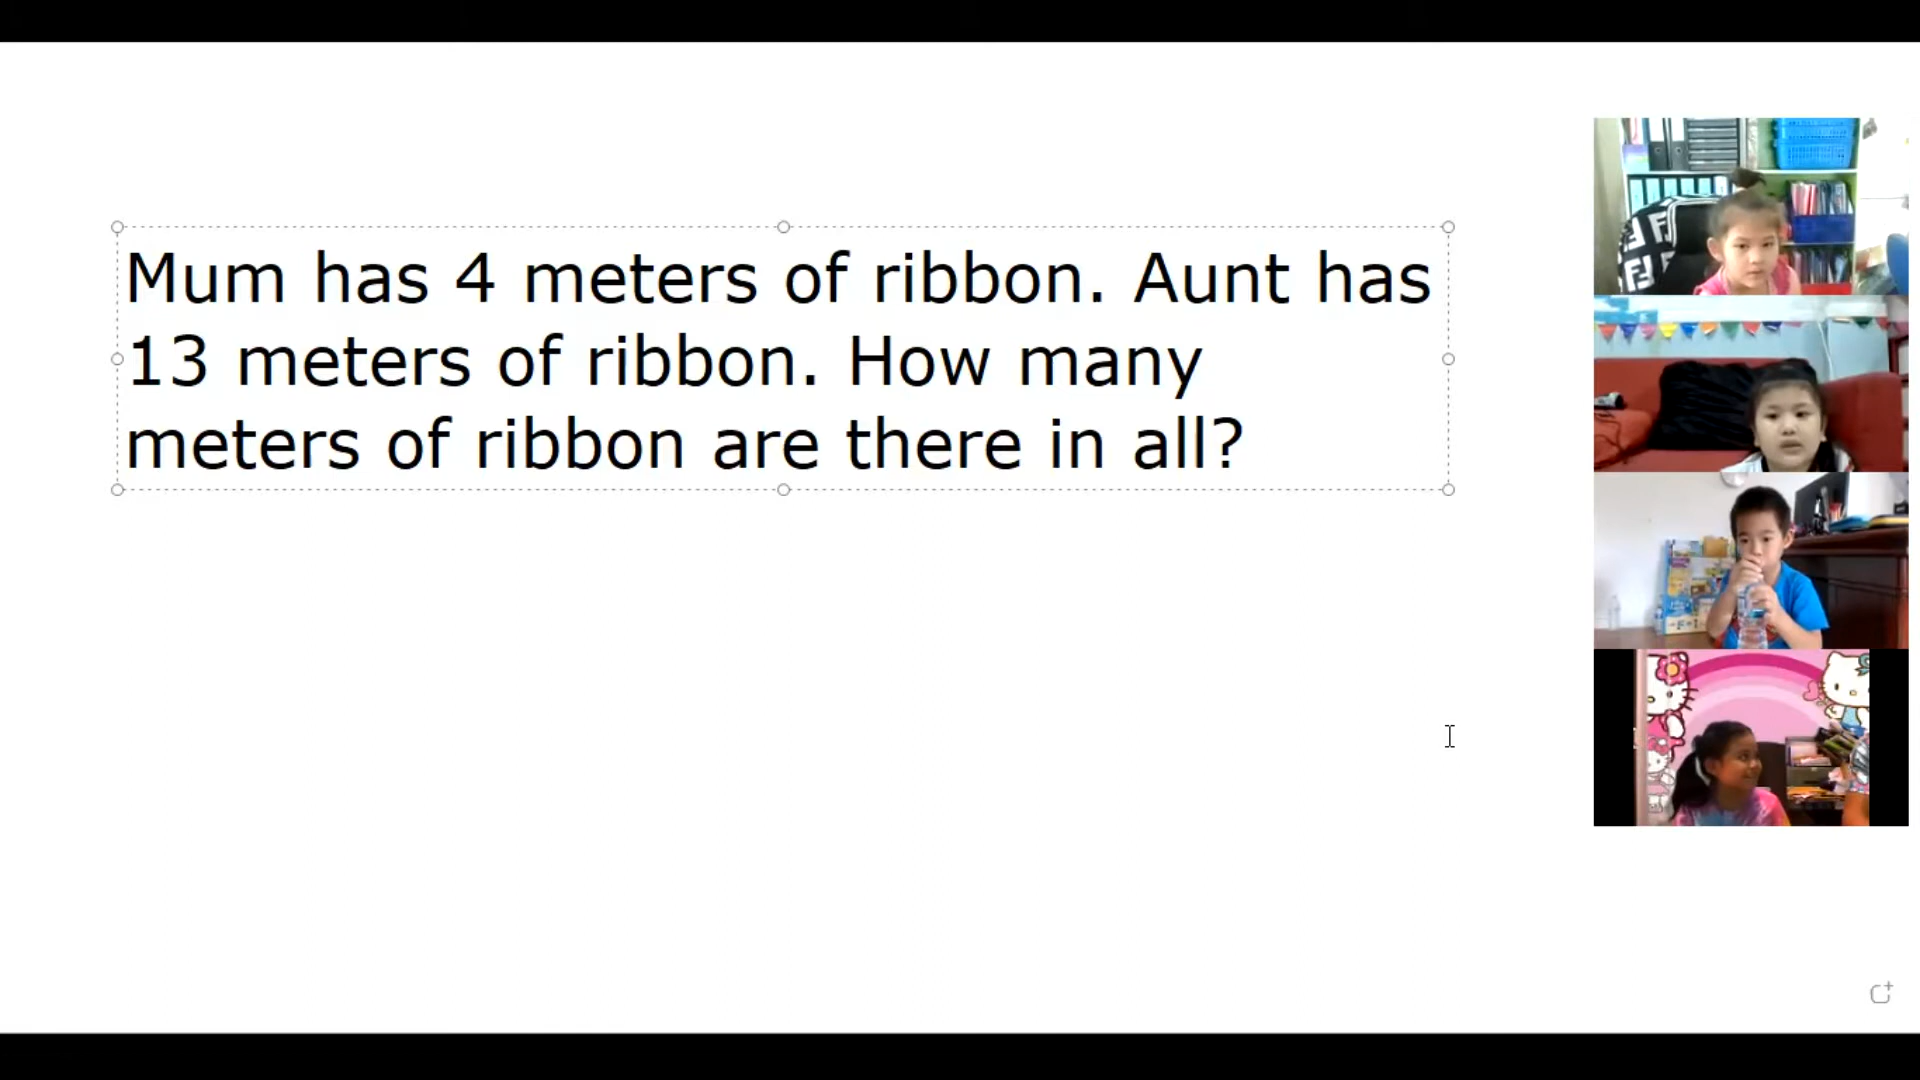 Mum has 4 meters of ribbon. Aunt has
13 meters of ribbon. How many
meters of ribbon are there in all?